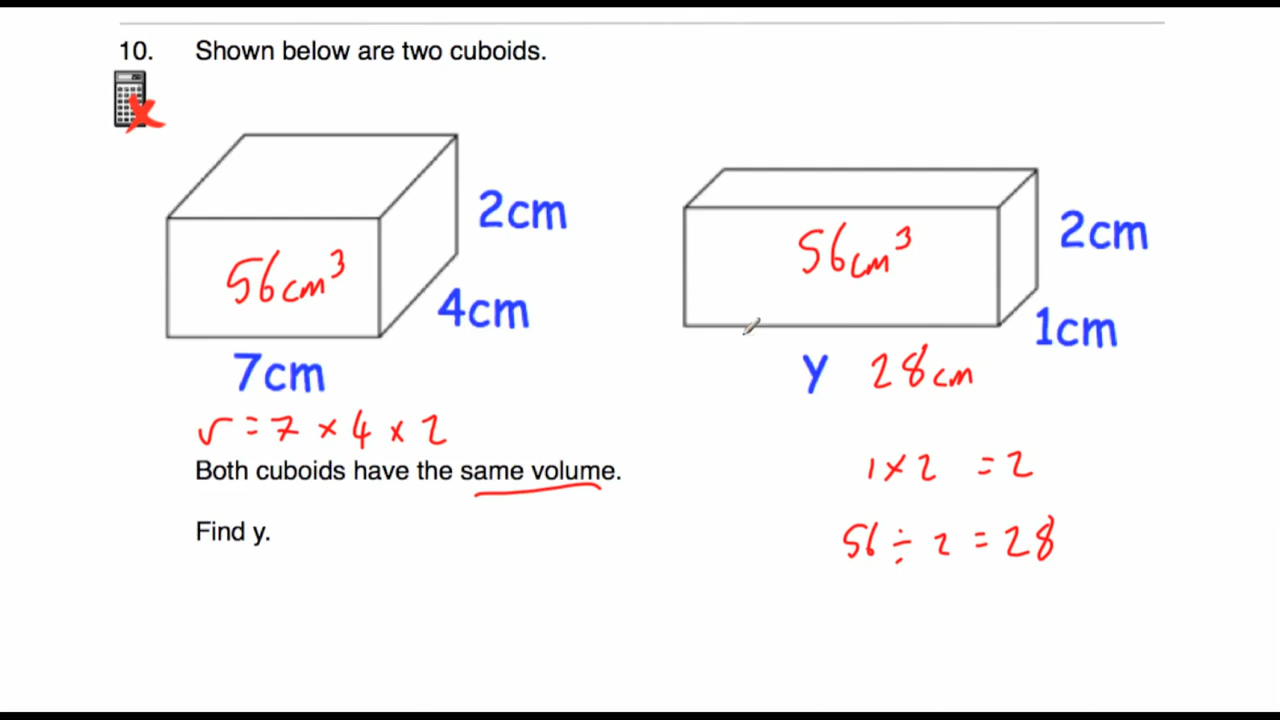 10. Shown below are two cuboids.
2cm
56cm³
4cm
7cm
v = 7 × 4 × 2
56cm³
2cm
1cm
y 28cm
1 × 2 = 2
56 ÷ 2 = 28
Both cuboids have the same volume.
Find y.